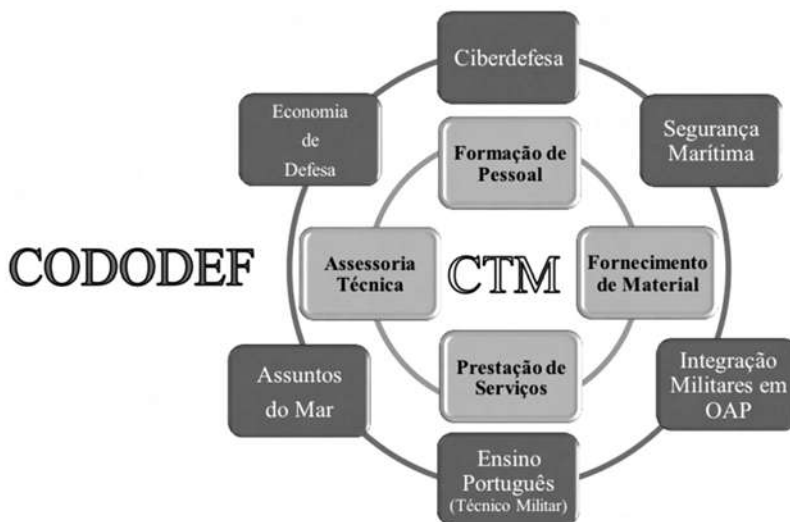 Ciberdefesa
Economia
de
Defesa
Segurança
Marítima
Formação de
Pessoal
CODODEF
Assessoria
Técnica
CTM
Fornecimento
de Material
Assuntos
do Mar
Prestação de
Serviços
Integração
Militares em
OAP
Ensino
Português
(Técnico Militar)